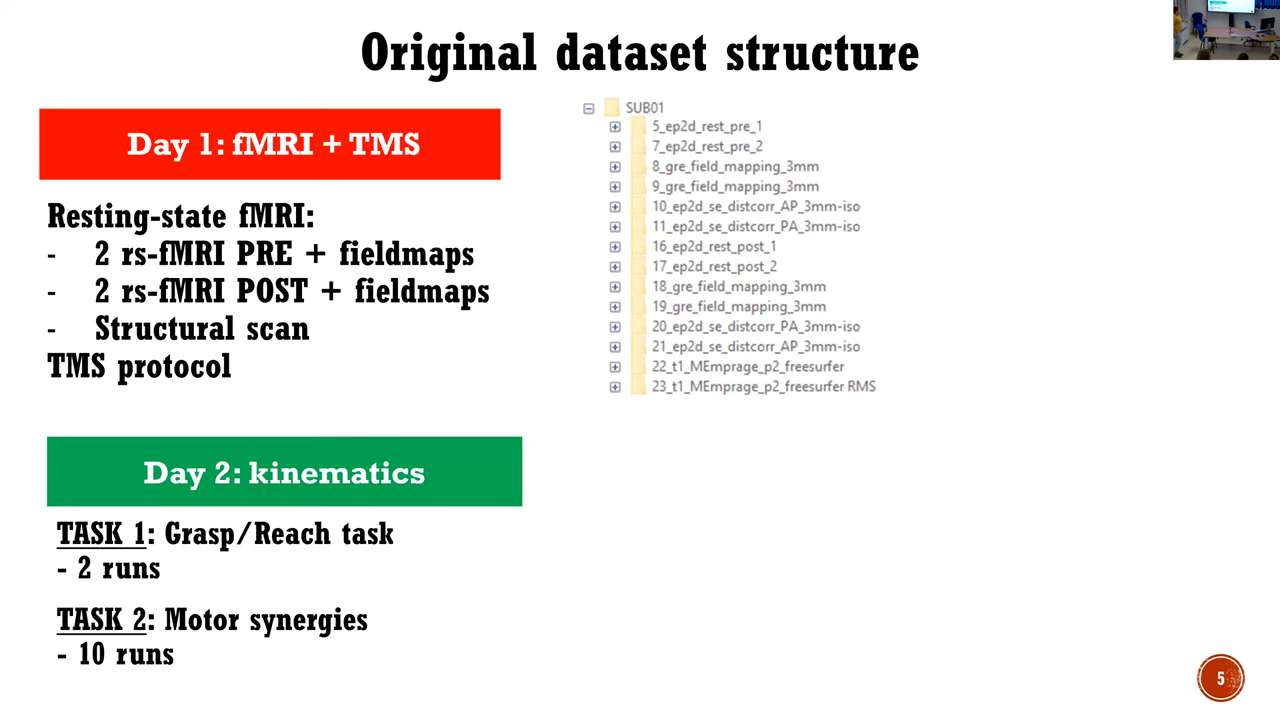 Original dataset structure
Day 1: fMRI + TMS
Resting-state fMRI:
- 2 rs-fMRI PRE + fieldmaps
- 2 rs-fMRI POST + fieldmaps
- Structural scan
TMS protocol
SUB01
5_ep2d_rest_pre_1
7_ep2d_rest_pre_2
8_gre_field_mapping_3mm
9_gre_field_mapping_3mm
10_ep2d_se_distcorr_AP_3mm-iso
11_ep2d_se_distcorr_PA_3mm-iso
16_ep2d_rest_post_1
17_ep2d_rest_post_2
18_gre_field_mapping_3mm
19_gre_field_mapping_3mm
20_ep2d_se_distcorr_PA_3mm-iso
21_ep2d_se_distcorr_AP_3mm-iso
22_t1_MEmprage_p2_freesurfer
23_t1_MEmprage_p2_freesurfer RMS
Day 2: kinematics
TASK 1: Grasp/Reach task
- 2 runs
TASK 2: Motor synergies
- 10 runs
5